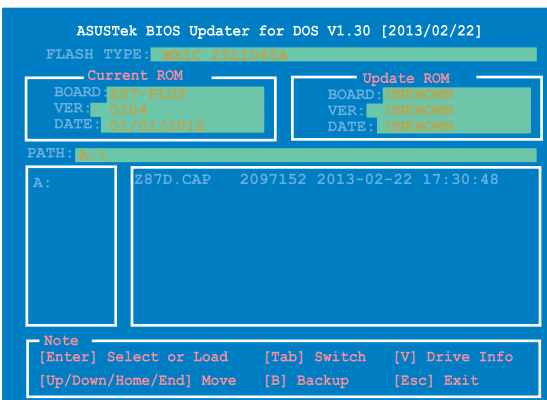 ASUSTek BIOS Updater for DOS V1.30 [2013/02/22]
FLASH TYPE: MX1C 25L1065A
Current ROM
BOARD: Z87-PLUS
VER: 0204
DATE: 01/01/2012
Update ROM
BOARD: UNKNOWN
VER: UNKNOWN
DATE: UNKNOWN
PATH: A:\
A:
Z87D.CAP 2097152 2013-02-22 17:30:48
Note
[Enter] Select or Load [Tab] Switch [V] Drive Info
[Up/Down/Home/End] Move [B] Backup [Esc] Exit